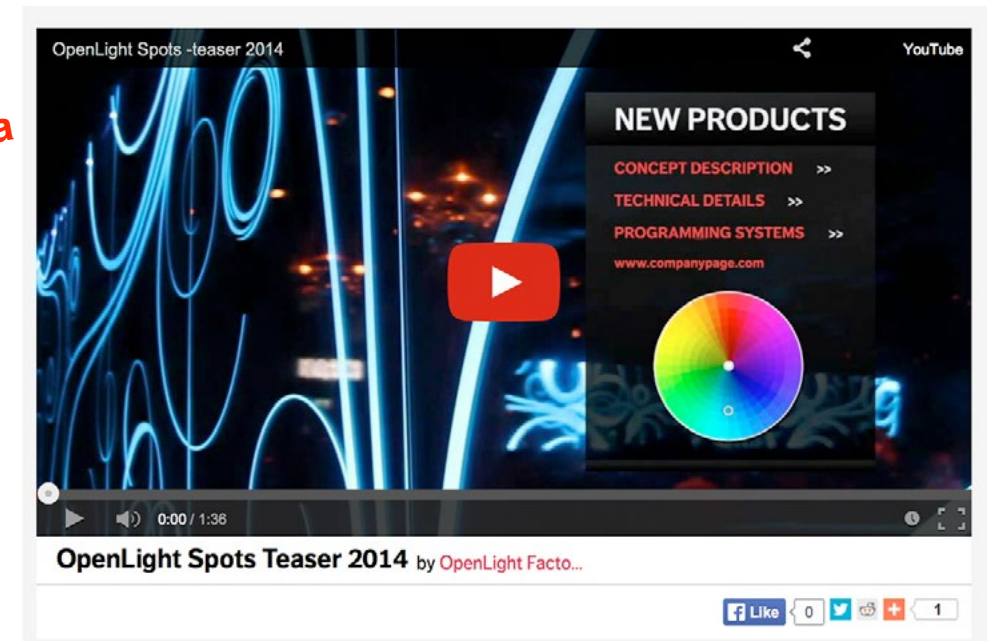 OpenLight Spots -teaser 2014
YouTube
a
NEW PRODUCTS
CONCEPT DESCRIPTION >>
TECHNICAL DETAILS >>
PROGRAMMING SYSTEMS >>
www.companypage.com
0:00 / 1:36
OpenLight Spots Teaser 2014 by OpenLight Facto...
f Like 0 + 1